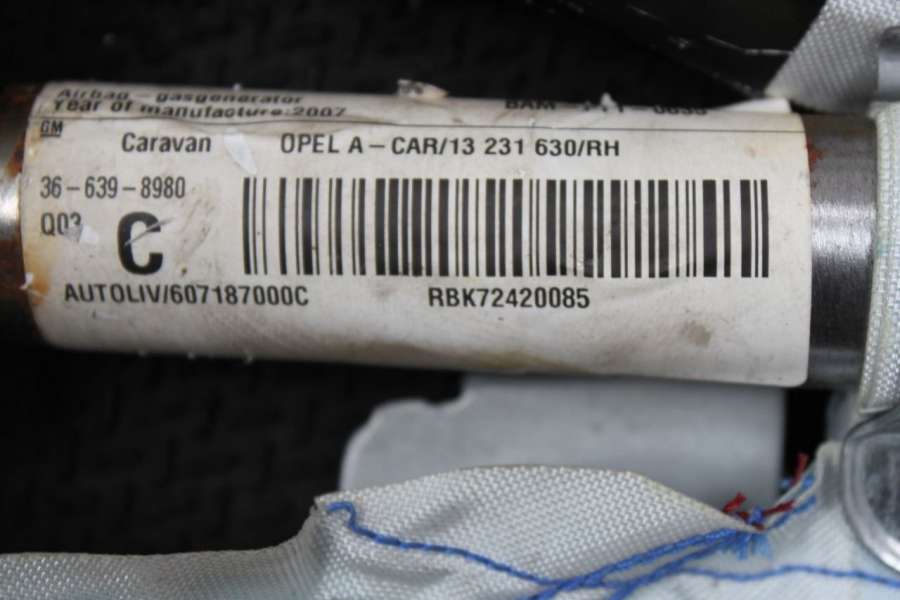 Airbag - gasgenerator
Year of manufacture:2007
GM
Caravan OPEL A-CAR/13 231 630/RH
36-639-8980
Q03
C
AUTOLIV/607187000C RBK72420085